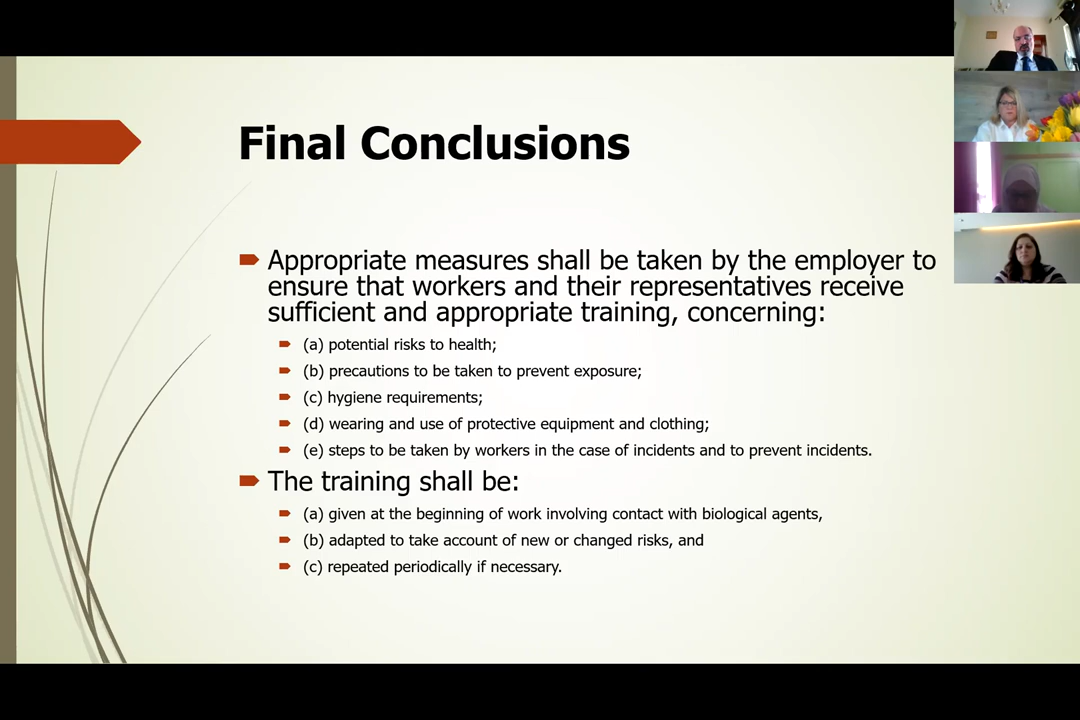 Final Conclusions
Appropriate measures shall be taken by the employer to
ensure that workers and their representatives receive
sufficient and appropriate training, concerning:
(a) potential risks to health;
(b) precautions to be taken to prevent exposure;
(c) hygiene requirements;
(d) wearing and use of protective equipment and clothing;
(e) steps to be taken by workers in the case of incidents and to prevent incidents.
The training shall be:
(a) given at the beginning of work involving contact with biological agents,
(b) adapted to take account of new or changed risks, and
(c) repeated periodically if necessary.